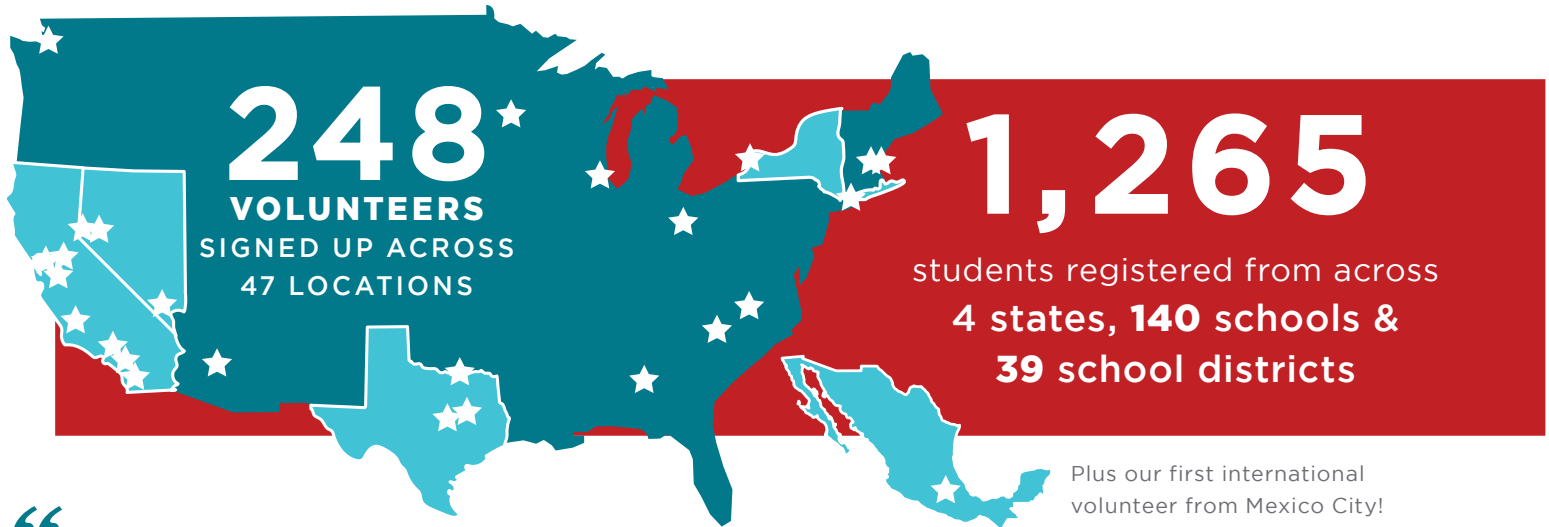 248
VOLUNTEERS
SIGNED UP ACROSS
47 LOCATIONS
1,265
students registered from across
4 states, 140 schools &
39 school districts
Plus our first international
volunteer from Mexico City!
“